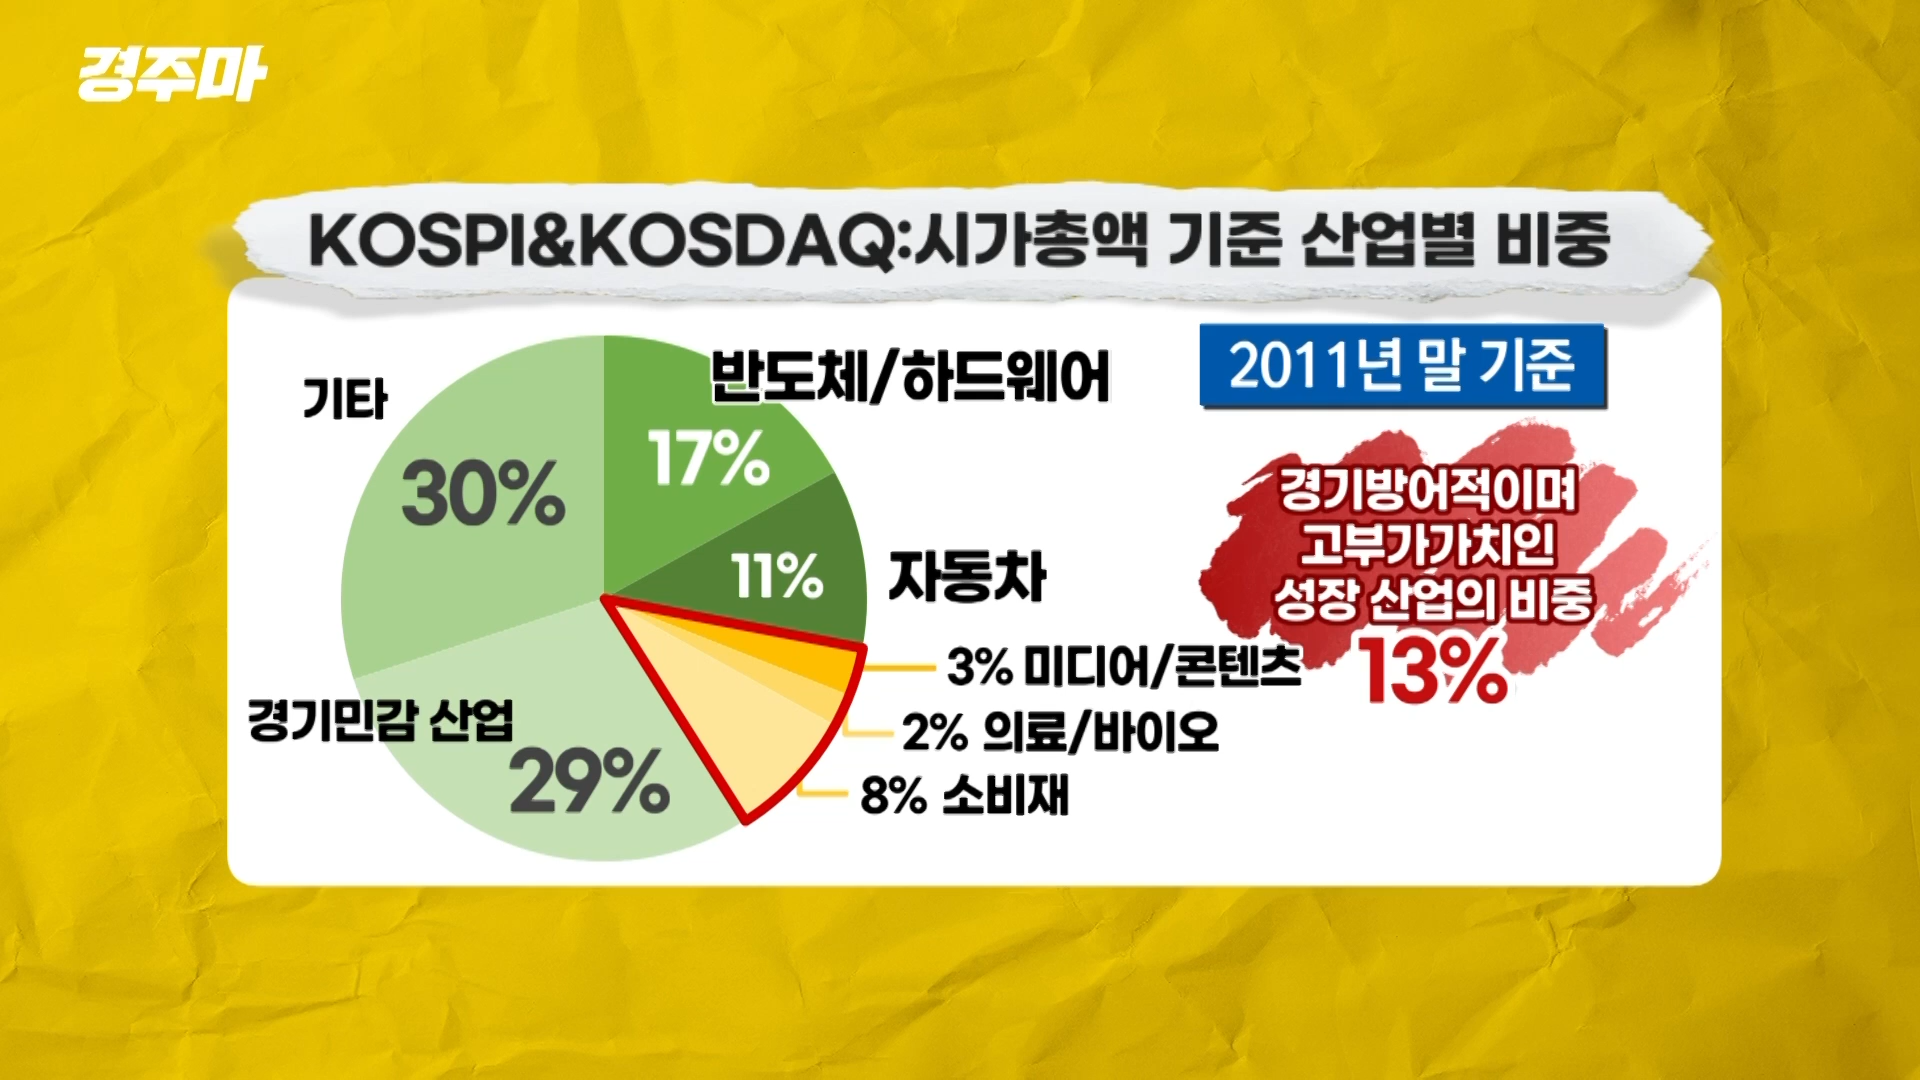 경주마
KOSPI&KOSDAQ:시가총액 기준 산업별 비중
2011년 말 기준
기타
30%
반도체/하드웨어
17%
11%
자동차
3% 미디어/콘텐츠
2% 의료/바이오
8% 소비재
경기민감 산업
29%
경기방어적이며
고부가가치인
성장 산업의 비중
13%